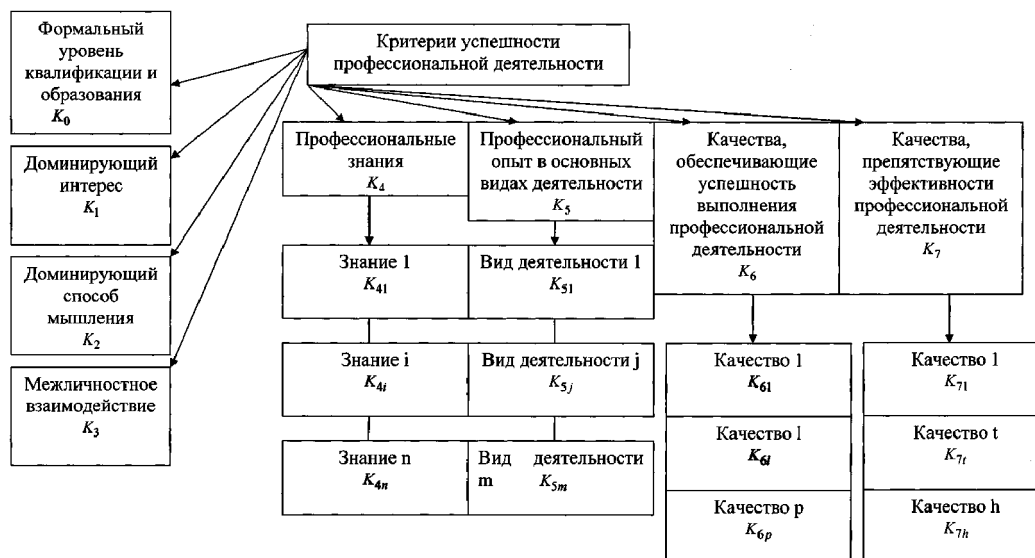 Формальный
уровень
квалификации и
образования
K0
Критерии успешности
профессиональной деятельности
Доминирующий
интерес
K1
Доминирующий
способ
мышления
K2
Межличностное
взаимодействие
K3
Профессиональные
знания
K4
Профессиональный
опыт в основных
видах деятельности
K5
Качества,
обеспечивающие
успешность
выполнения
профессиональной
деятельности
K6
Качества,
препятствующие
эффективности
профессиональной
деятельности
K7
Знание 1
K41
Вид деятельности 1
K51
Знание i
K4i
Вид деятельности j
K5j
Знание n
K4n
Вид деятельности
m K5m
Качество 1
K61
Качество l
K6l
Качество p
K6p
Качество 1
K71
Качество t
K7t
Качество h
K7h